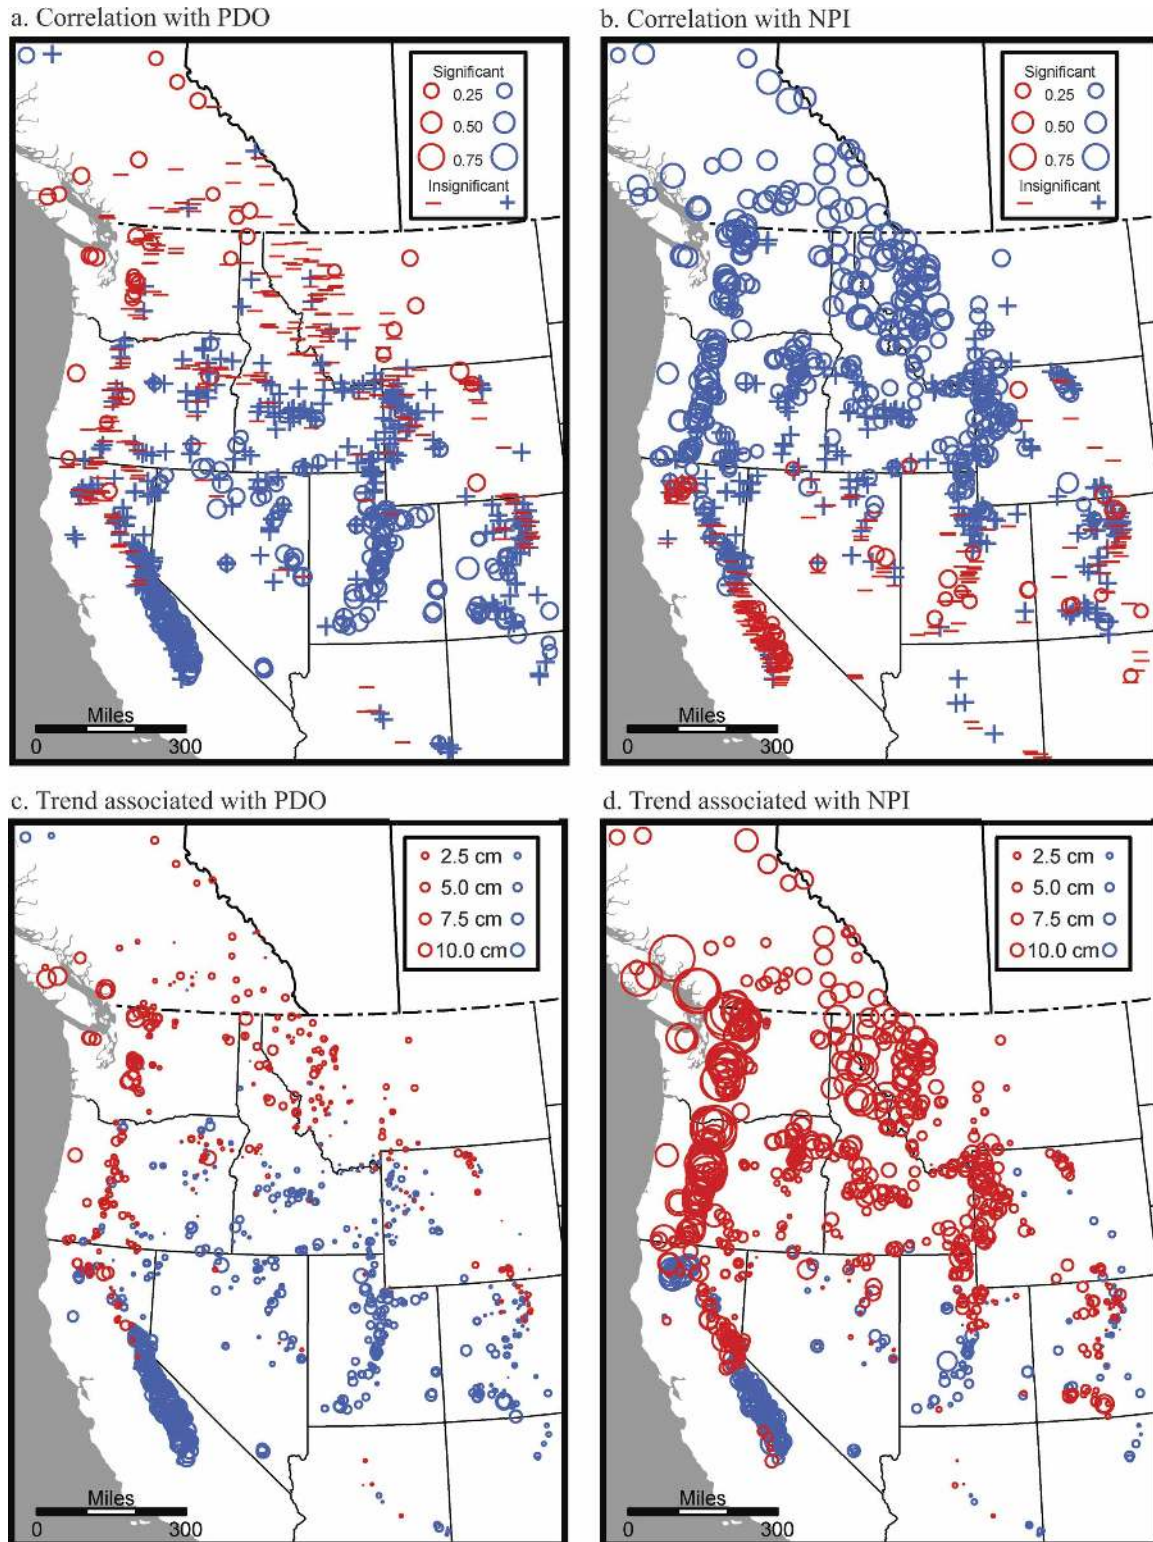 a. Correlation with PDO
Significant
0.25
0.50
0.75
Insignificant
Miles
0 300
b. Correlation with NPI
Significant
0.25
0.50
0.75
Insignificant
Miles
0 300
c. Trend associated with PDO
2.5 cm
5.0 cm
7.5 cm
10.0 cm
Miles
0 300
d. Trend associated with NPI
2.5 cm
5.0 cm
7.5 cm
10.0 cm
Miles
0 300